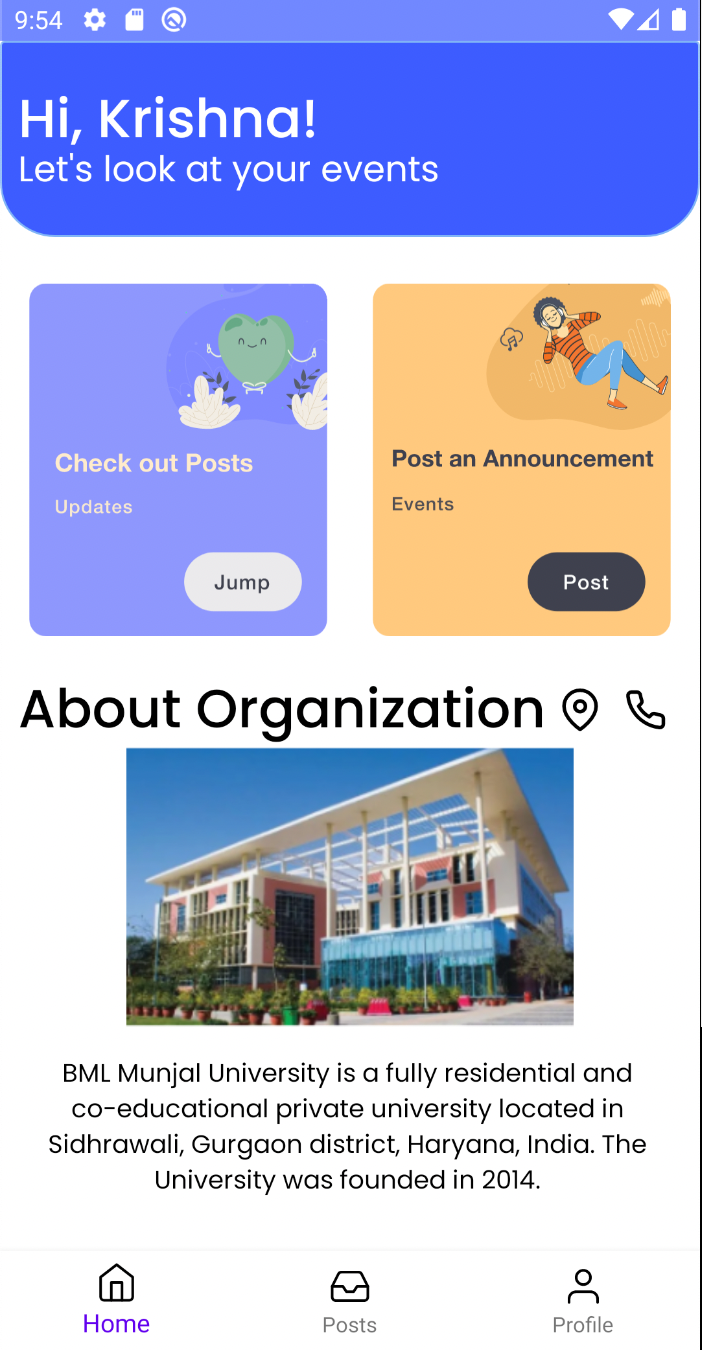 9:54
Hi, Krishna!
Let's look at your events
Check out Posts
Updates
Jump
Post an Announcement
Events
Post
About Organization
BML Munjal University is a fully residential and
co-educational private university located in
Sidhrawali, Gurgaon district, Haryana, India. The
University was founded in 2014.
Home
Posts
Profile